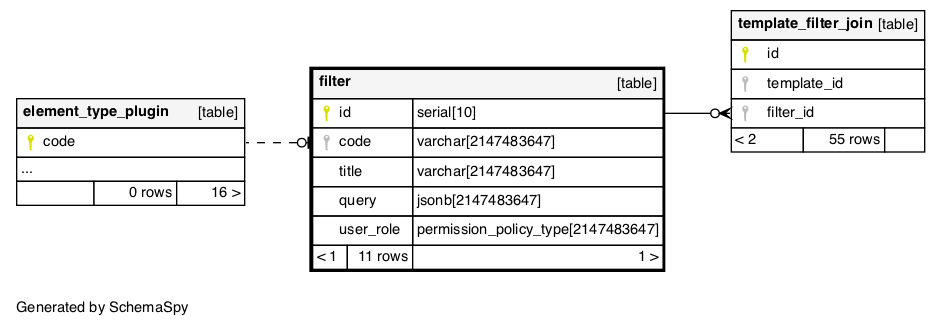 element_type_plugin [table]
code
...
0 rows 16 >
filter [table]
id serial[10]
code varchar[2147483647]
title varchar[2147483647]
query jsonb[2147483647]
user_role permission_policy_type[2147483647]
< 1 11 rows 1 >
template_filter_join [table]
id
template_id
filter_id
< 2 55 rows
Generated by SchemaSpy